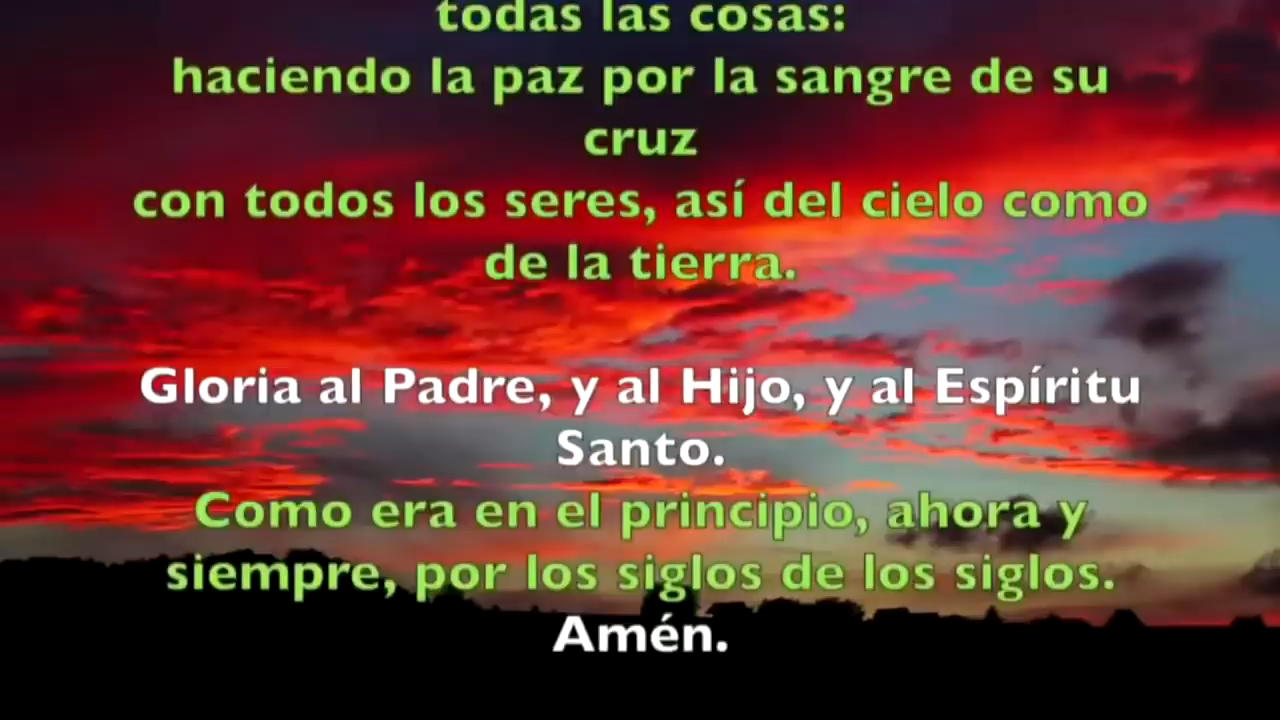 todas las cosas:
haciendo la paz por la sangre de su
cruz
con todos los seres, así del cielo como
de la tierra.
Gloria al Padre, y al Hijo, y al Espíritu
Santo.
Como era en el principio, ahora y
siempre, por los siglos de los siglos.
Amén.